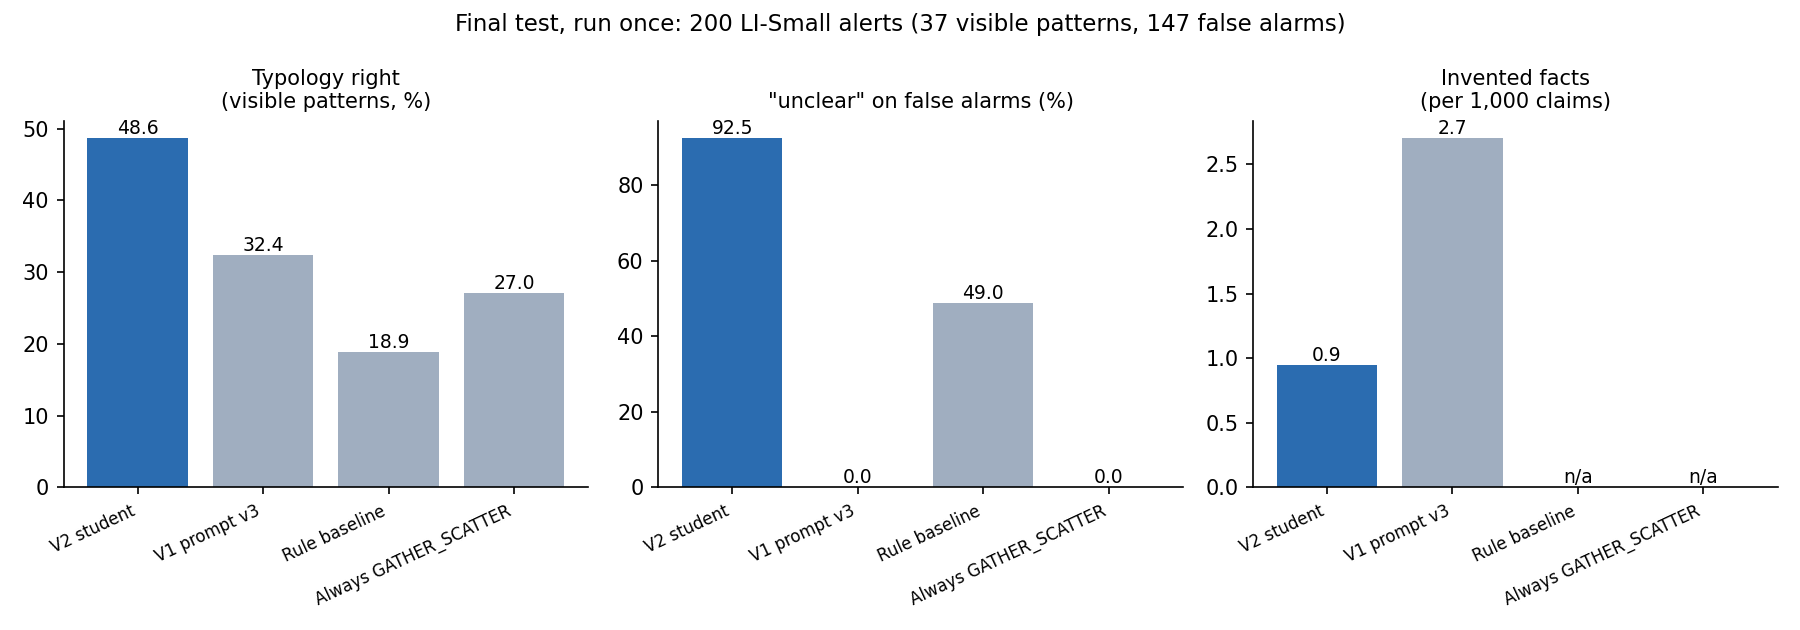 Final test, run once: 200 LI-Small alerts (37 visible patterns, 147 false alarms)
Typology right
(visible patterns, %)
50
40
30
20
10
0
48.6
32.4
18.9
27.0
V2 student
V1 prompt v3
Rule baseline
Always GATHER_SCATTER
"unclear" on false alarms (%)
80
60
40
20
0
92.5
0.0
49.0
0.0
V2 student
V1 prompt v3
Rule baseline
Always GATHER_SCATTER
Invented facts
(per 1,000 claims)
2.5
2.0
1.5
1.0
0.5
0.0
0.9
2.7
n/a
n/a
V2 student
V1 prompt v3
Rule baseline
Always GATHER_SCATTER